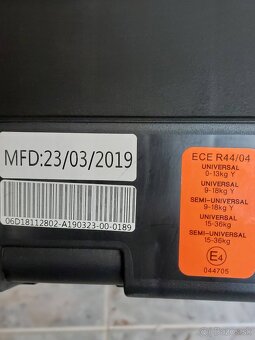 MFD:23/03/2019
06D18112802-A190323-00-0189
ECE R44/04
UNIVERSAL
0-13kg Y
UNIVERSAL
9-18kg Y
SEMI-UNIVERSAL
9-18kg Y
UNIVERSAL
15-36kg
SEMI-UNIVERSAL
15-36kg
E4
044705